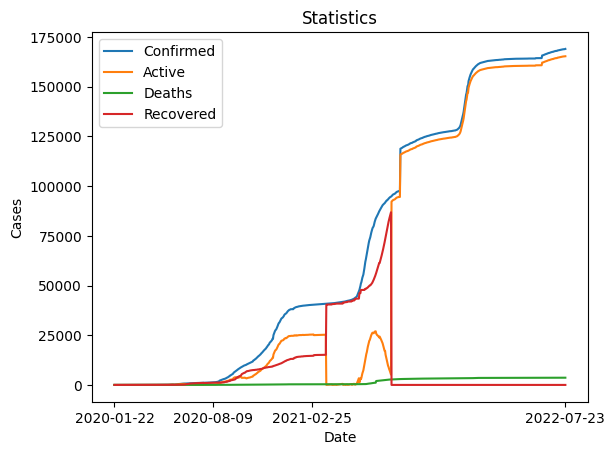 Statistics
175000
150000
125000
100000
75000
50000
25000
0
Cases
Confirmed
Active
Deaths
Recovered
2020-01-22 2020-08-09 2021-02-25 2022-07-23
Date